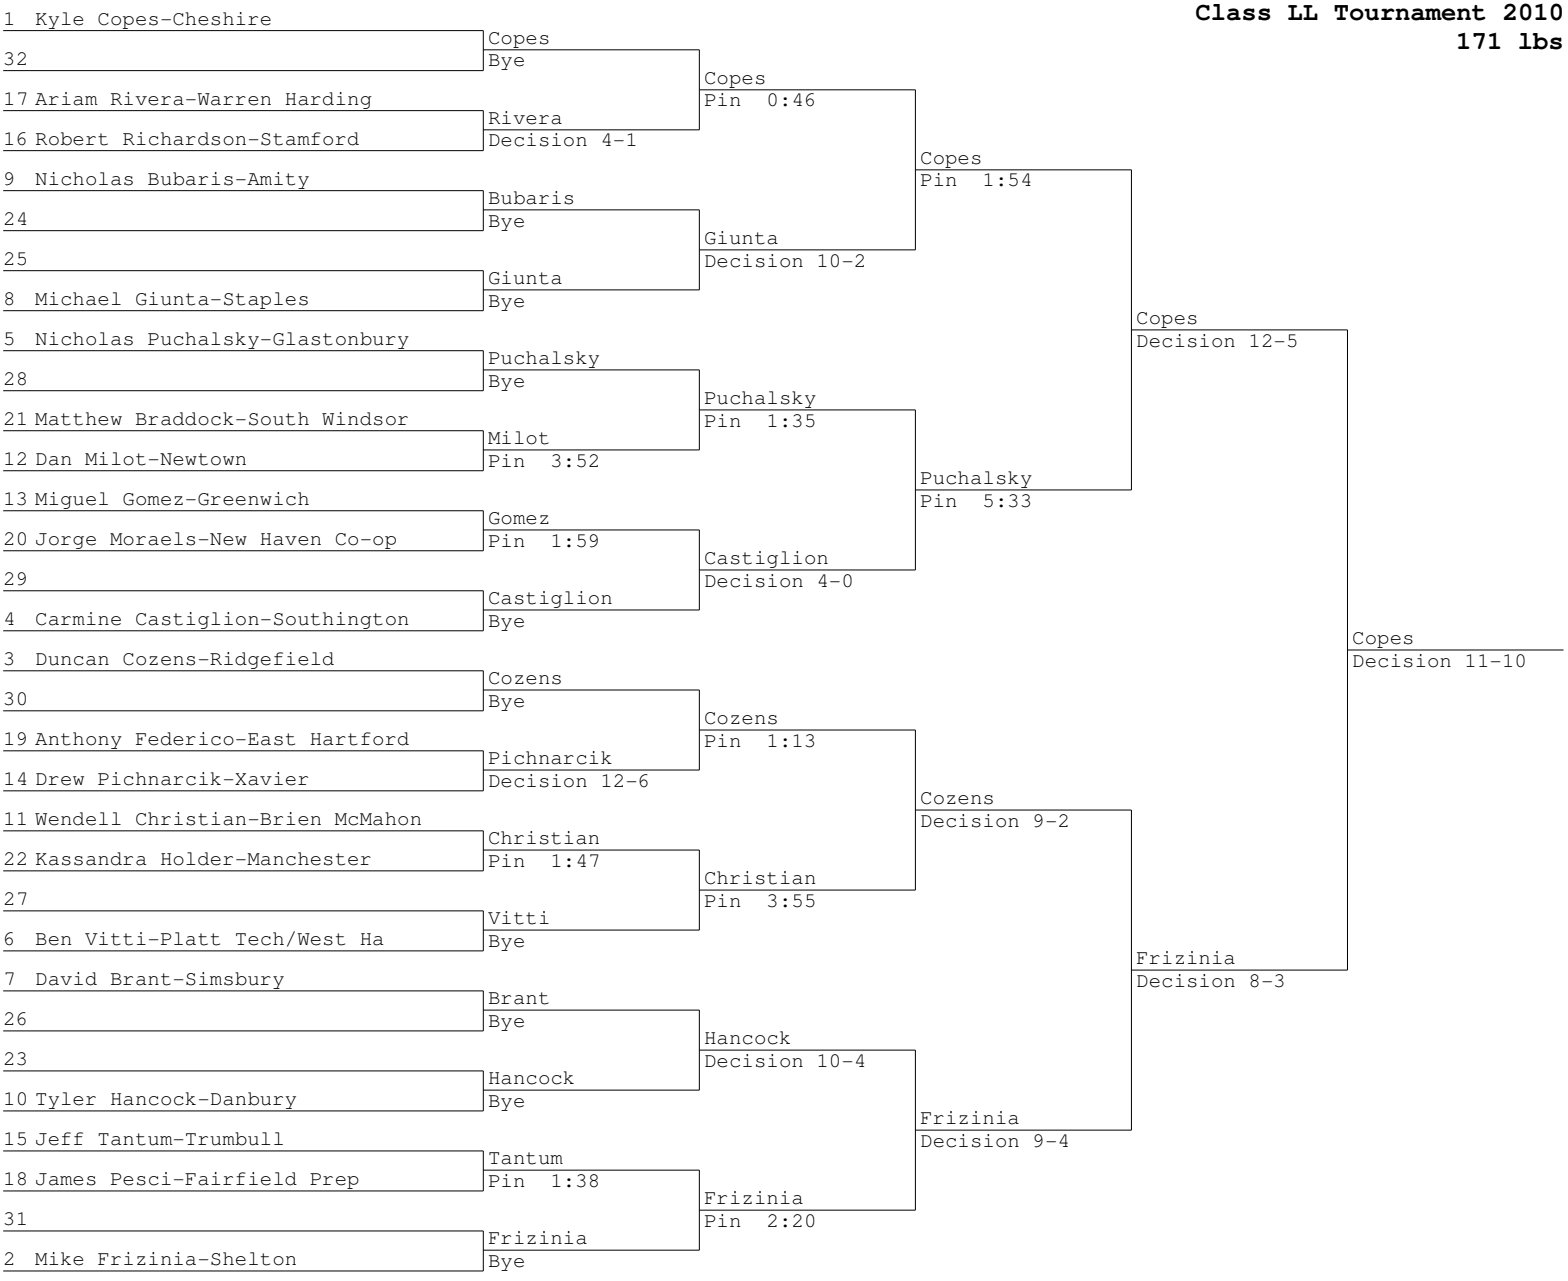 Class LL Tournament 2010
171 lbs
1 Kyle Copes-Cheshire
32
17 Ariam Rivera-Warren Harding
16 Robert Richardson-Stamford
9 Nicholas Bubaris-Amity
24
25
8 Michael Giunta-Staples
5 Nicholas Puchalsky-Glastonbury
28
21 Matthew Braddock-South Windsor
12 Dan Milot-Newtown
13 Miguel Gomez-Greenwich
20 Jorge Moraels-New Haven Co-op
29
4 Carmine Castiglion-Southington
3 Duncan Cozens-Ridgefield
30
19 Anthony Federico-East Hartford
14 Drew Pichnarcik-Xavier
11 Wendell Christian-Brien McMahon
22 Kassandra Holder-Manchester
27
6 Ben Vitti-Platt Tech/West Ha
7 David Brant-Simsbury
26
23
10 Tyler Hancock-Danbury
15 Jeff Tantum-Trumbull
18 James Pesci-Fairfield Prep
31
2 Mike Frizinia-Shelton
Copes
Bye
Rivera
Decision 4-1
Bubaris
Bye
Giunta
Bye
Puchalsky
Bye
Milot
Pin 3:52
Gomez
Pin 1:59
Castiglion
Bye
Cozens
Bye
Pichnarcik
Decision 12-6
Christian
Pin 1:47
Vitti
Bye
Brant
Bye
Hancock
Bye
Tantum
Pin 1:38
Frizinia
Bye
Copes
Pin 0:46
Giunta
Decision 10-2
Puchalsky
Pin 1:35
Castiglion
Decision 4-0
Cozens
Pin 1:13
Christian
Pin 3:55
Hancock
Decision 10-4
Frizinia
Pin 2:20
Copes
Pin 1:54
Puchalsky
Pin 5:33
Cozens
Decision 9-2
Frizinia
Decision 9-4
Copes
Decision 12-5
Frizinia
Decision 8-3
Copes
Decision 11-10